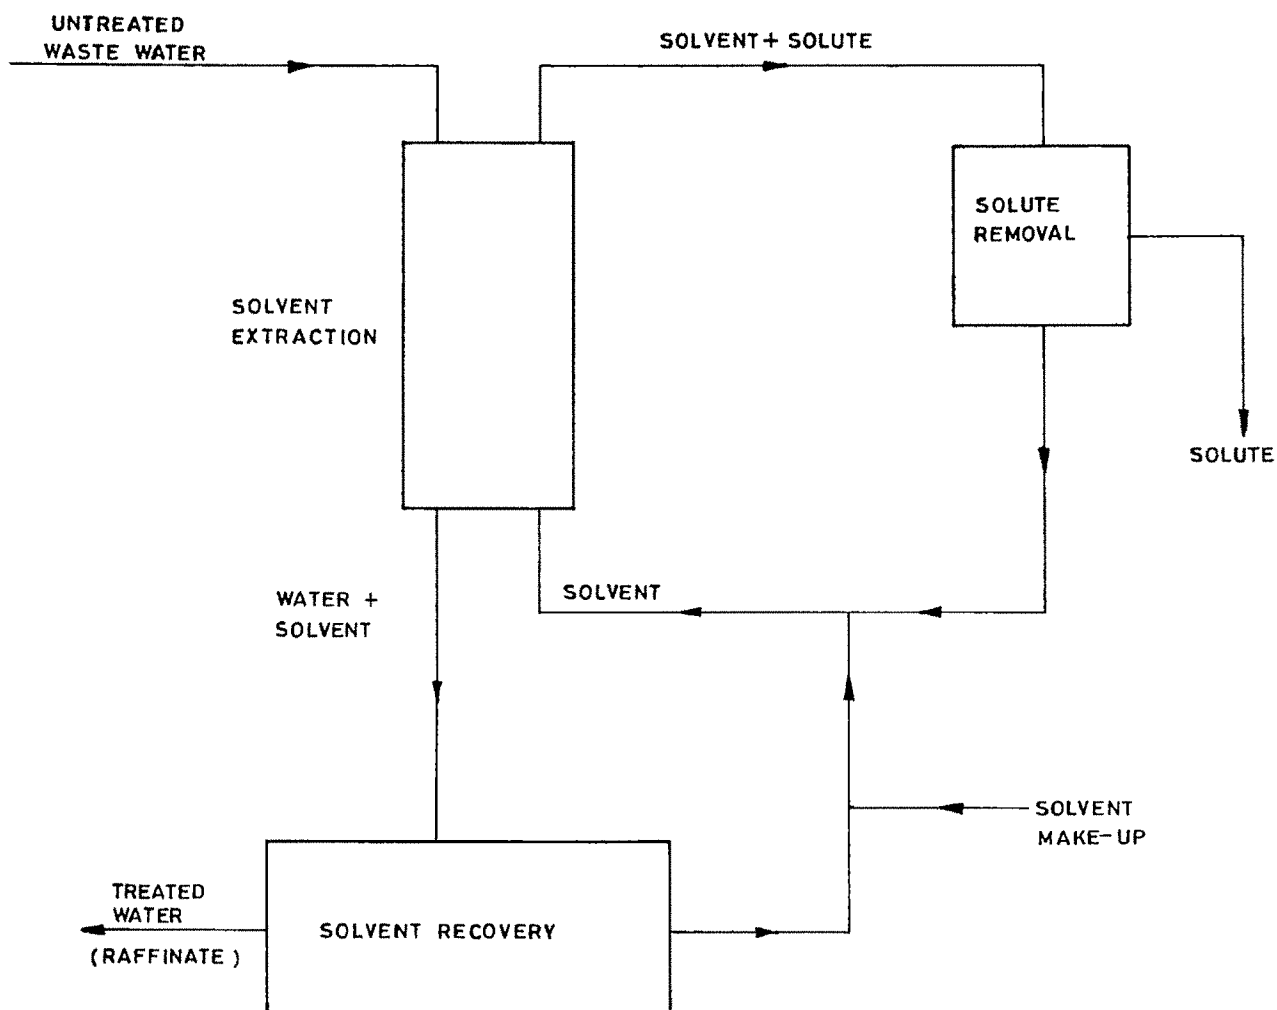 UNTREATED
WASTE WATER
SOLVENT + SOLUTE
SOLUTE
REMOVAL
SOLVENT
EXTRACTION
SOLUTE
WATER +
SOLVENT
SOLVENT
SOLVENT
MAKE-UP
TREATED
WATER
(RAFFINATE)
SOLVENT RECOVERY